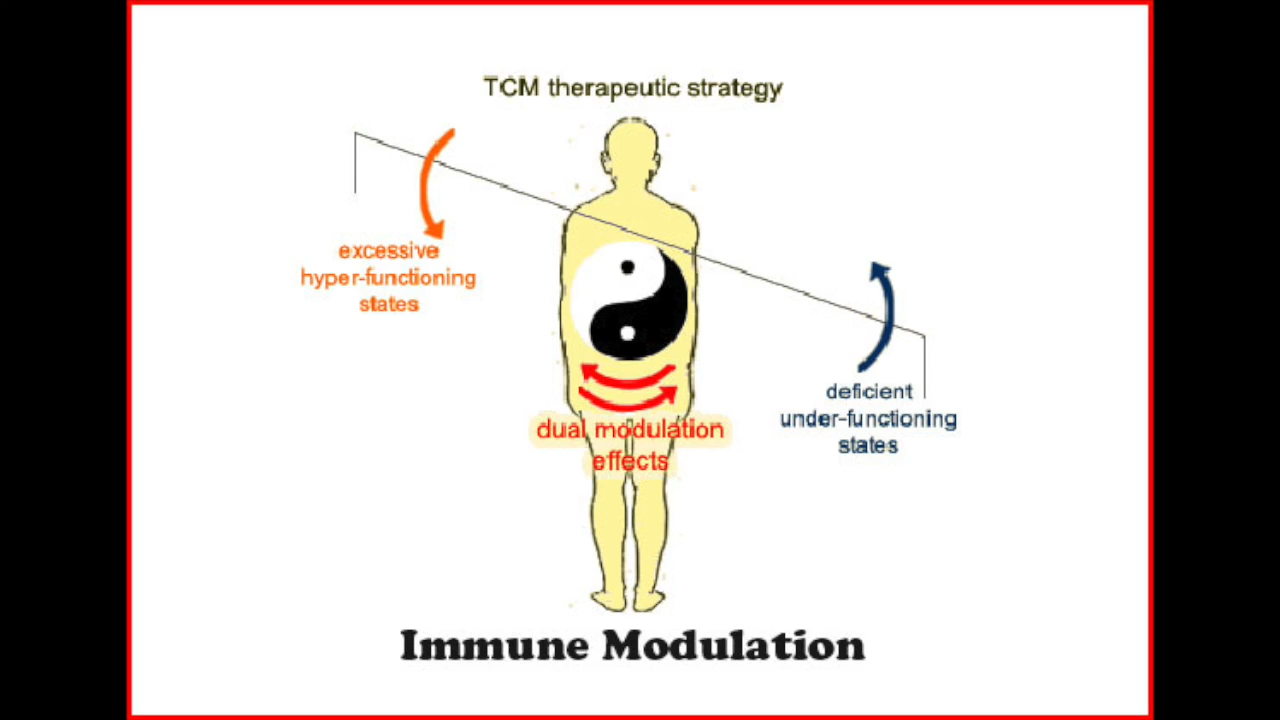 TCM therapeutic strategy
excessive
hyper-functioning
states
deficient
under-functioning
states
dual modulation
effects
Immune Modulation